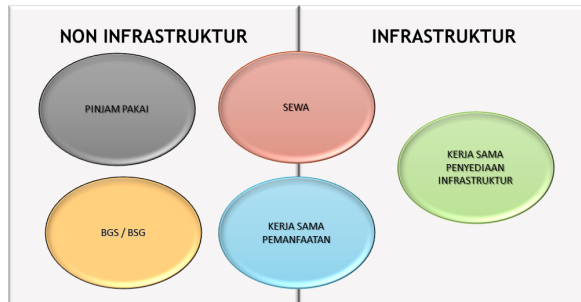 NON INFRASTRUKTUR
INFRASTRUKTUR
PINJAM PAKAI
SEWA
KERJA SAMA
PENYEDIAAN
INFRASTRUKTUR
BGS / BSG
KERJA SAMA
PEMANFAATAN